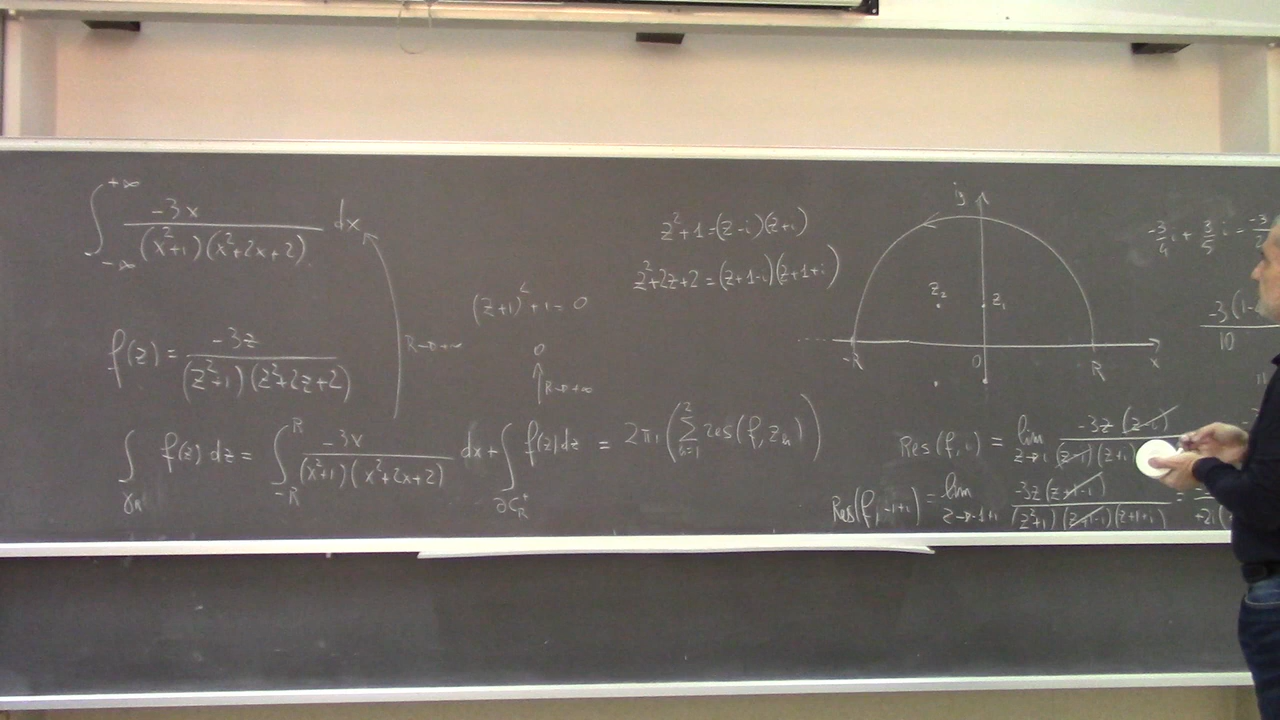 ∫_{-∞}^{+∞} -3x / (x²+1)(x²+2x+2) dx
f(z) = -3z / (z²+1)(z²+2z+2)
R→+∞
∫ f(z) dz = ∫_{-R}^{R} -3x / (x²+1)(x²+2x+2) dx + ∫_{∂C_R^+} f(z) dz = 2πi ( ∑_{k=1}^{2} res(f, z_k) )
(z+1)² + 1 = 0
0
R→+∞
z²+1 = (z-i)(z+i)
z²+2z+2 = (z+1-i)(z+1+i)
iy
z₂
z₁
-R
0
R
x
-3/4 i + 3/5 i
-3(1-
10
Res(f, i) = lim_{z→i} -3z(z-i) / (z-i)(z+i)
Res(f, -1+i) = lim_{z→-1+i} -3z(z+1-i) / (z²+1)(z+1-i)(z+1+i) =